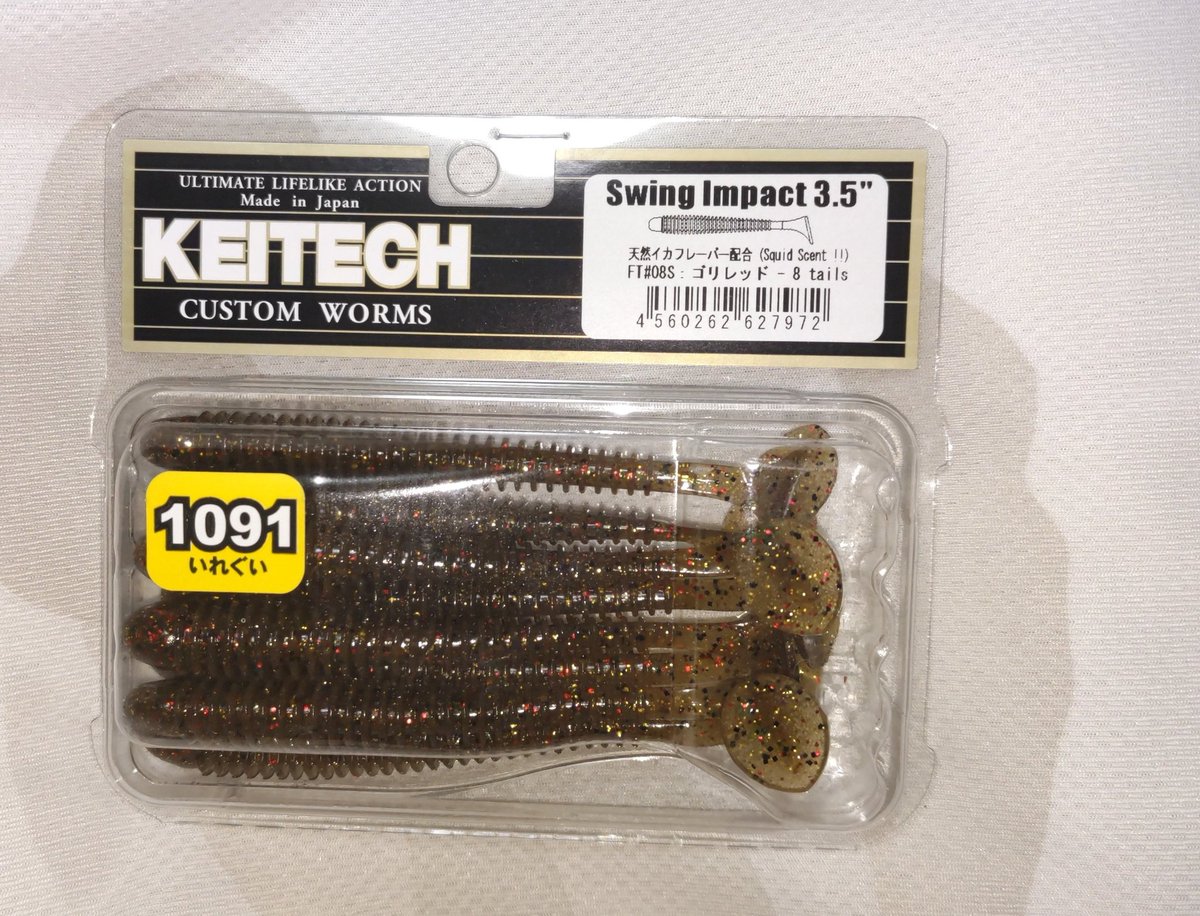 ULTIMATE LIFELIKE ACTION
Made in Japan
KEITECH
CUSTOM WORMS
Swing Impact 3.5"
天然イカフレーバー配合 (Squid Scent !!)
FT#08S : ゴリレッド - 8 tails
4 560262 627972
1091
いれぐい